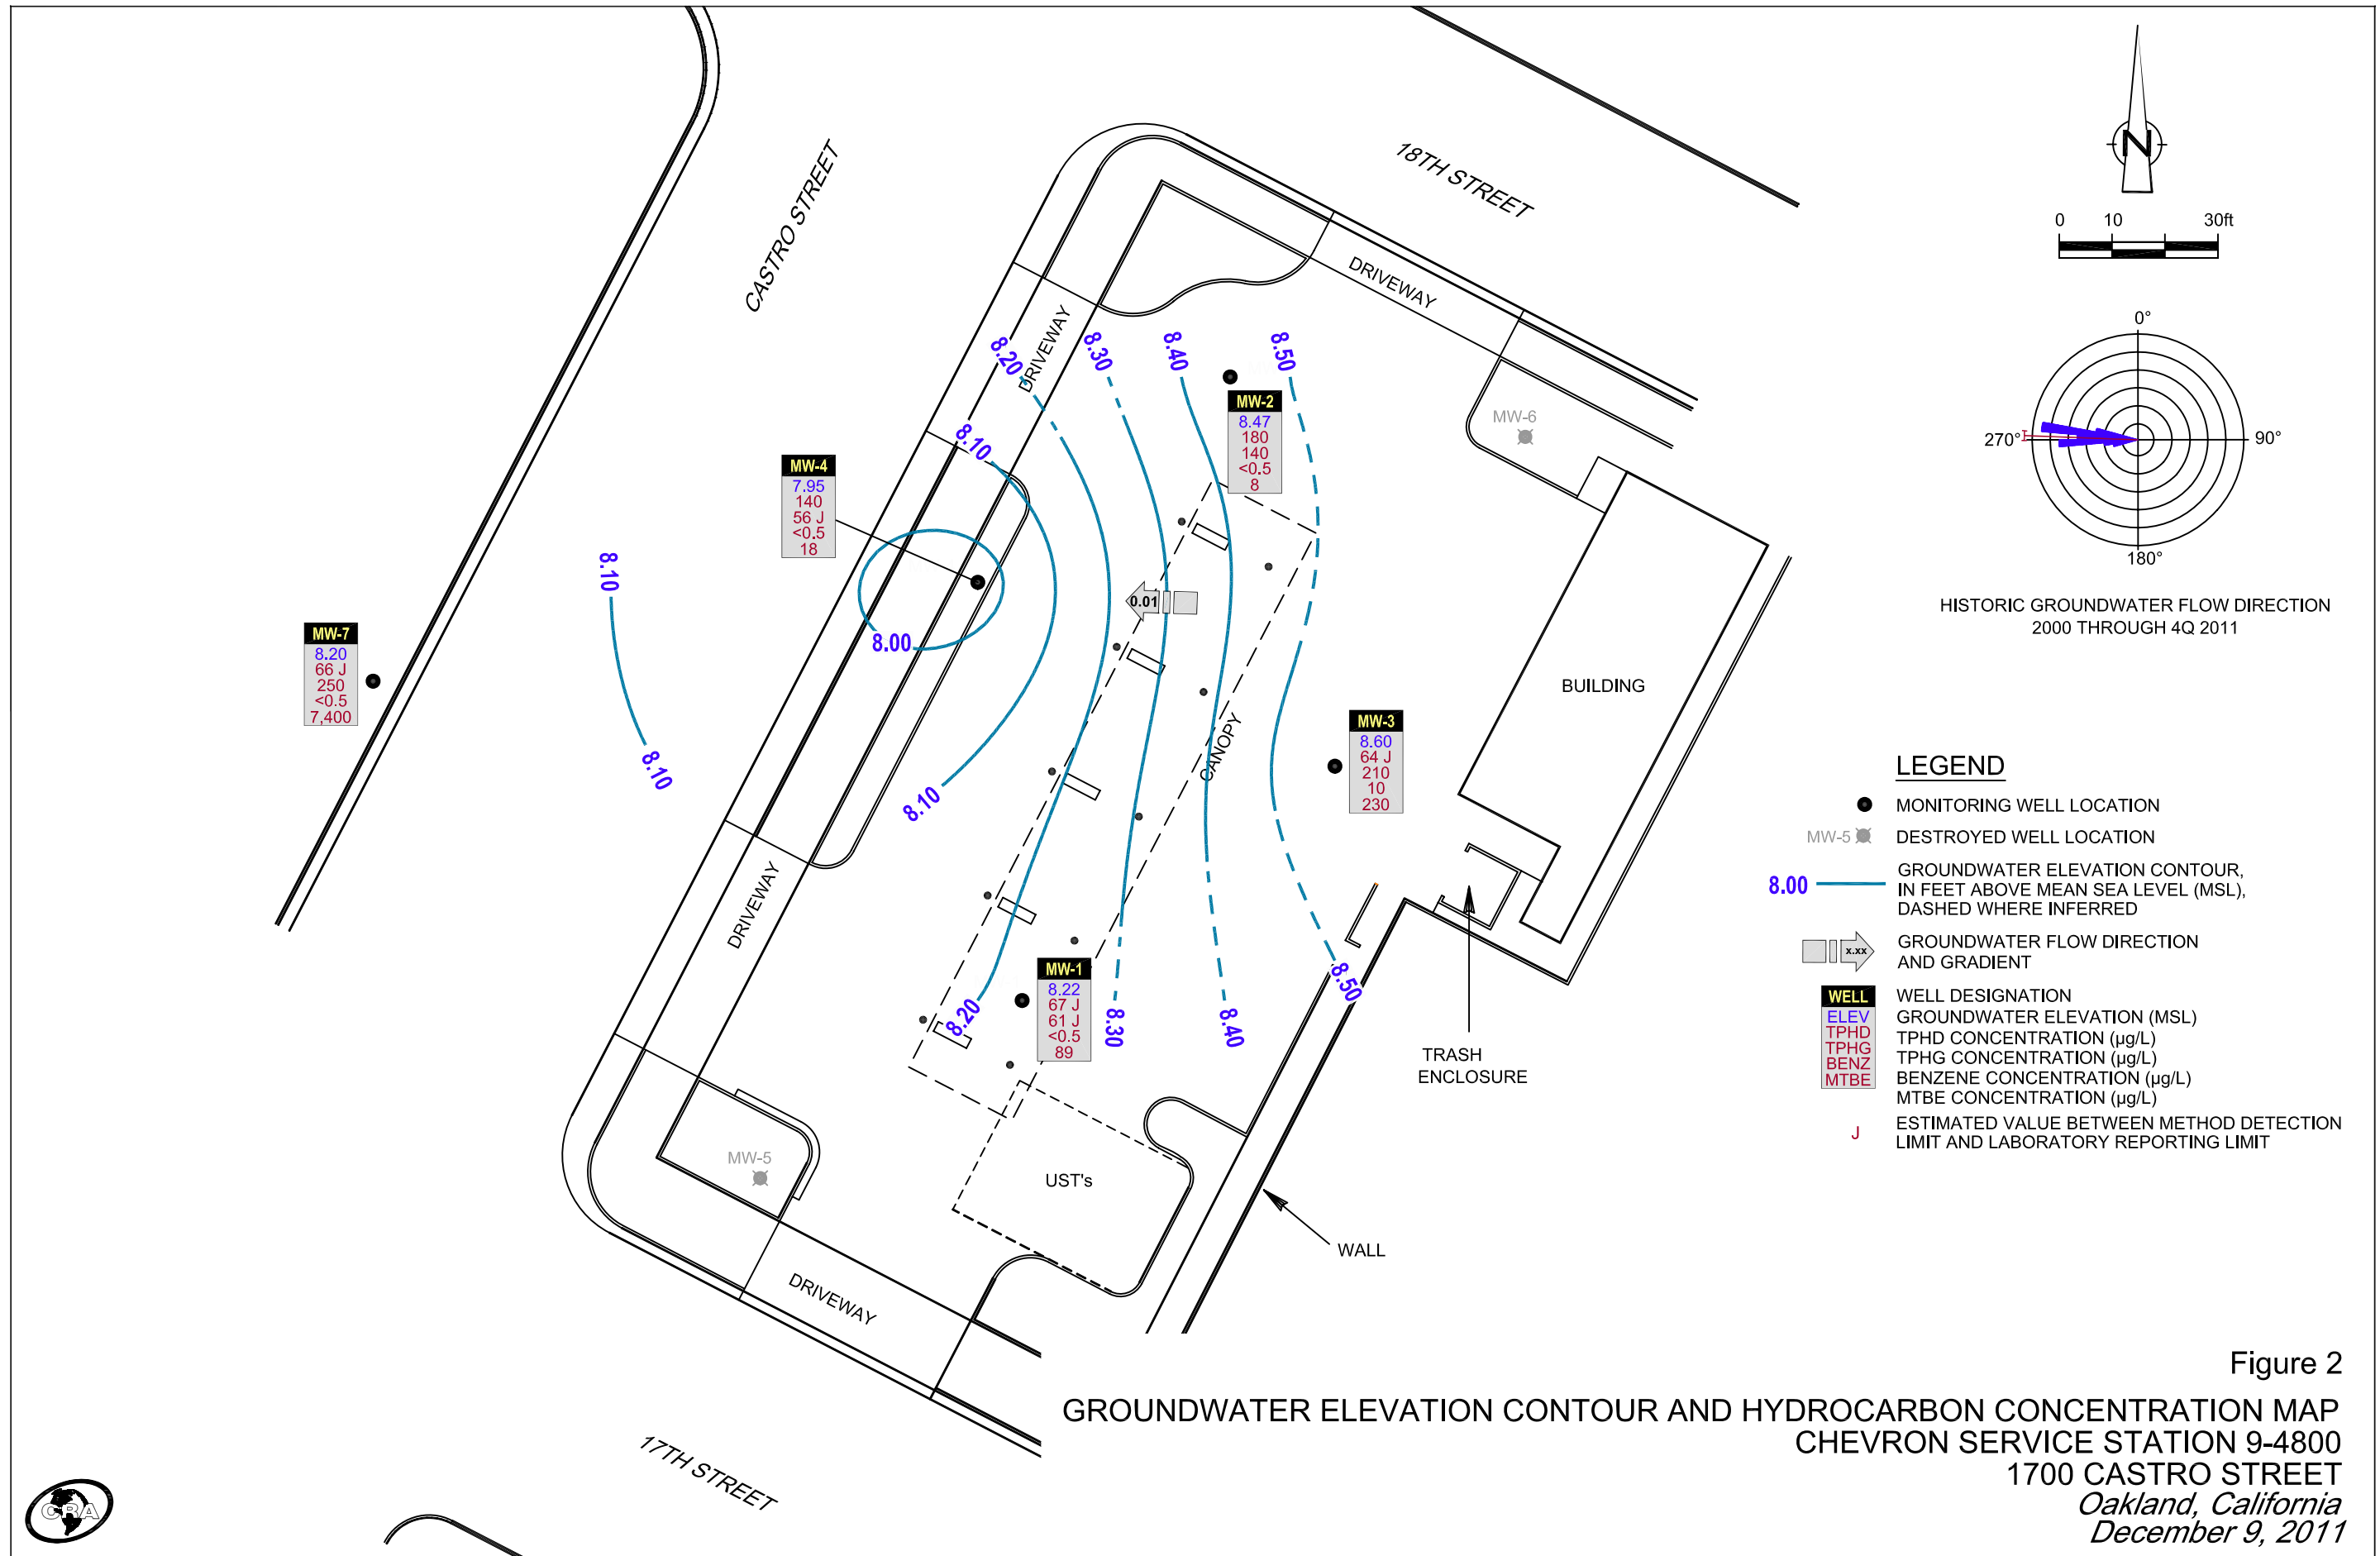 18TH STREET
CASTRO STREET
DRIVEWAY
DRIVEWAY
8.20
8.30
8.40
8.50
8.10
MW-2
8.47
180
140
<0.5
8
MW-6
MW-4
7.95
140
56 J
<0.5
18
8.10
8.00
0.01
MW-7
8.20
66 J
250
<0.5
7,400
8.10
8.10
CANOPY
BUILDING
MW-3
8.60
64 J
210
10
230
DRIVEWAY
MW-1
8.22
67 J
61 J
<0.5
89
8.20
8.30
8.40
8.50
TRASH
ENCLOSURE
MW-5
UST's
WALL
DRIVEWAY
17TH STREET
CRA
N
0 10 30ft
0°
270° 90°
180°
HISTORIC GROUNDWATER FLOW DIRECTION
2000 THROUGH 4Q 2011
LEGEND
MONITORING WELL LOCATION
MW-5 DESTROYED WELL LOCATION
8.00 GROUNDWATER ELEVATION CONTOUR,
IN FEET ABOVE MEAN SEA LEVEL (MSL),
DASHED WHERE INFERRED
x.xx GROUNDWATER FLOW DIRECTION
AND GRADIENT
WELL WELL DESIGNATION
ELEV GROUNDWATER ELEVATION (MSL)
TPHD TPHD CONCENTRATION (µg/L)
TPHG TPHG CONCENTRATION (µg/L)
BENZ BENZENE CONCENTRATION (µg/L)
MTBE MTBE CONCENTRATION (µg/L)
J ESTIMATED VALUE BETWEEN METHOD DETECTION
LIMIT AND LABORATORY REPORTING LIMIT
Figure 2
GROUNDWATER ELEVATION CONTOUR AND HYDROCARBON CONCENTRATION MAP
CHEVRON SERVICE STATION 9-4800
1700 CASTRO STREET
Oakland, California
December 9, 2011